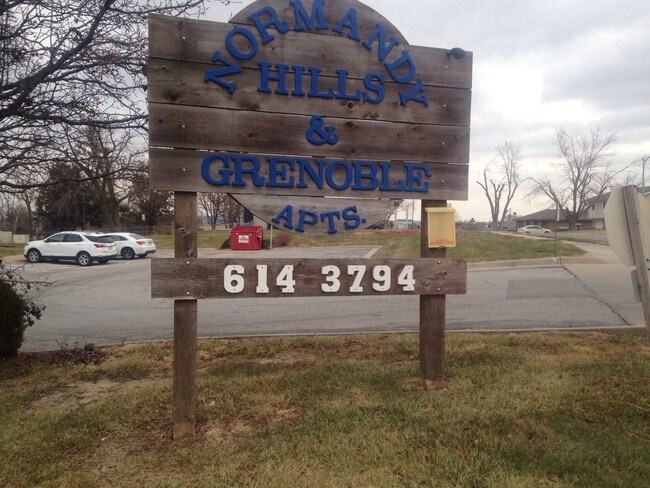 NORMANDY
HILLS
&
GRENOBLE
APTS.
614 3794